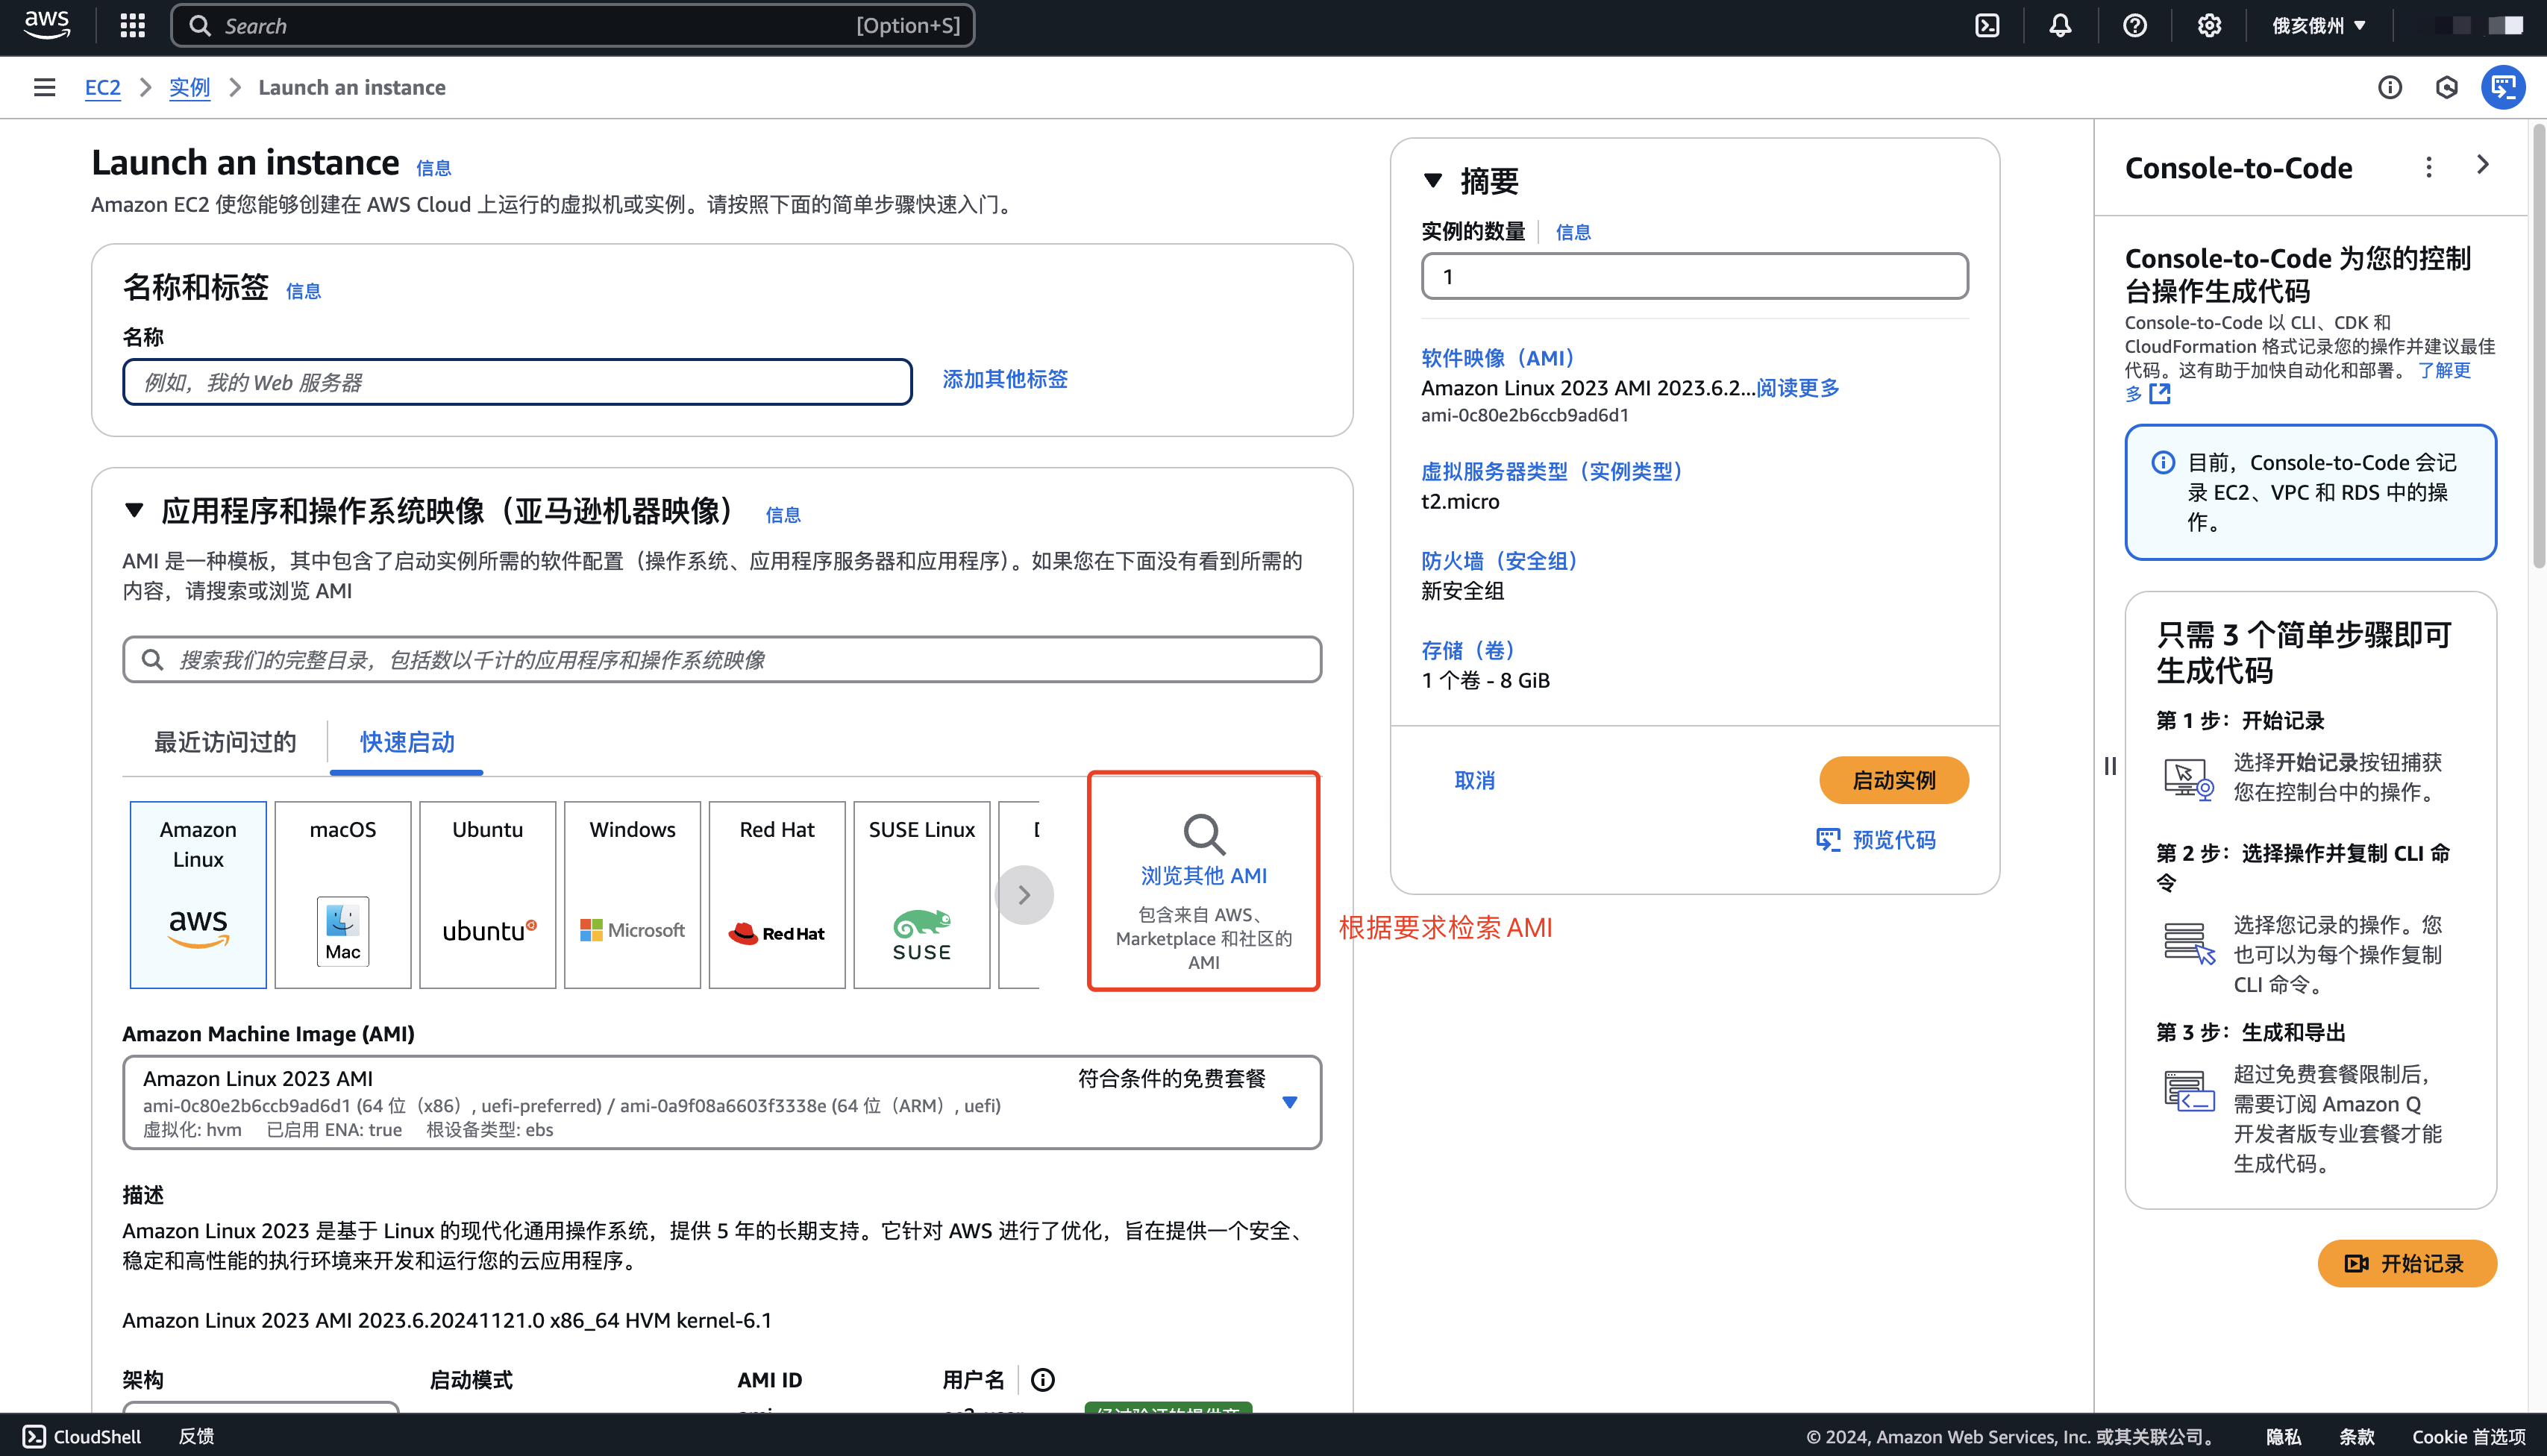 aws
Search
[Option+S]
俄亥俄州
EC2
实例
Launch an instance
Launch an instance 信息
Amazon EC2 使您能够创建在 AWS Cloud 上运行的虚拟机或实例。请按照下面的简单步骤快速入门。
名称和标签 信息
名称
例如，我的 Web 服务器
添加其他标签
应用程序和操作系统映像（亚马逊机器映像） 信息
AMI 是一种模板，其中包含了启动实例所需的软件配置（操作系统、应用程序服务器和应用程序）。如果您在下面没有看到所需的
内容，请搜索或浏览 AMI
搜索我们的完整目录，包括数以千计的应用程序和操作系统映像
最近访问过的
快速启动
Amazon
Linux
aws
macOS
Mac
Ubuntu
ubuntu
Windows
Microsoft
Red Hat
Red Hat
SUSE Linux
SUSE
浏览其他 AMI
包含来自 AWS、
Marketplace 和社区的
AMI
根据要求检索 AMI
Amazon Machine Image (AMI)
Amazon Linux 2023 AMI
符合条件的免费套餐
ami-0c80e2b6ccb9ad6d1 (64 位（x86）, uefi-preferred) / ami-0a9f08a6603f3338e (64 位（ARM）, uefi)
虚拟化: hvm 已启用 ENA: true 根设备类型: ebs
描述
Amazon Linux 2023 是基于 Linux 的现代化通用操作系统，提供 5 年的长期支持。它针对 AWS 进行了优化，旨在提供一个安全、
稳定和高性能的执行环境来开发和运行您的云应用程序。
Amazon Linux 2023 AMI 2023.6.20241121.0 x86_64 HVM kernel-6.1
架构
启动模式
AMI ID
用户名
摘要
实例的数量 信息
1
软件映像（AMI）
Amazon Linux 2023 AMI 2023.6.2...阅读更多
ami-0c80e2b6ccb9ad6d1
虚拟服务器类型（实例类型）
t2.micro
防火墙（安全组）
新安全组
存储（卷）
1 个卷 - 8 GiB
取消
启动实例
预览代码
Console-to-Code
Console-to-Code 为您的控制
台操作生成代码
Console-to-Code 以 CLI、CDK 和
CloudFormation 格式记录您的操作并建议最佳
代码。这有助于加快自动化和部署。 了解更
多
目前，Console-to-Code 会记
录 EC2、VPC 和 RDS 中的操
作。
只需 3 个简单步骤即可
生成代码
第 1 步：开始记录
选择开始记录按钮捕获
您在控制台中的操作。
第 2 步：选择操作并复制 CLI 命
令
选择您记录的操作。您
也可以为每个操作复制
CLI 命令。
第 3 步：生成和导出
超过免费套餐限制后，
需要订阅 Amazon Q
开发者版专业套餐才能
生成代码。
开始记录
CloudShell
反馈
© 2024, Amazon Web Services, Inc. 或其关联公司。
隐私
条款
Cookie 首选项